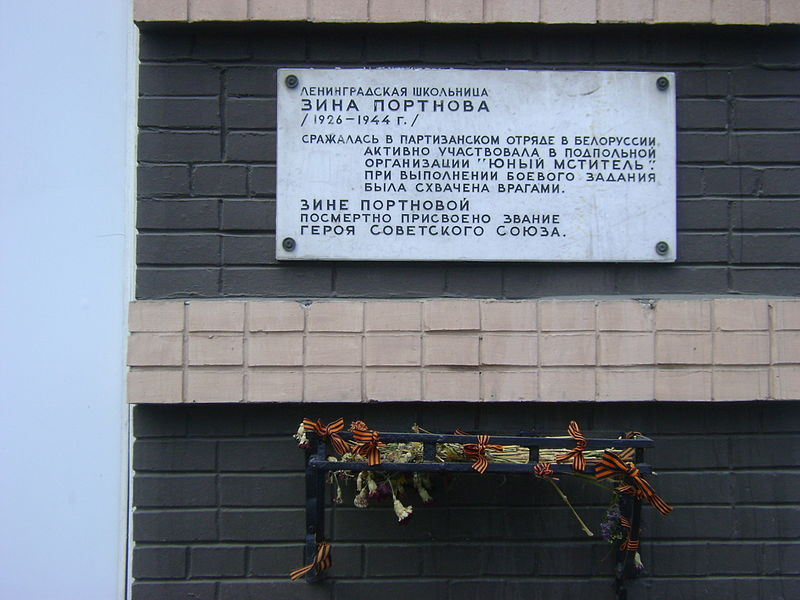 ЛЕНИНГРАДСКАЯ ШКОЛЬНИЦА
ЗИНА ПОРТНОВА
/1926-1944 г./
СРАЖАЛАСЬ В ПАРТИЗАНСКОМ ОТРЯДЕ В БЕЛОРУССИИ,
АКТИВНО УЧАСТВОВАЛА В ПОДПОЛЬНОЙ
ОРГАНИЗАЦИИ "ЮНЫЙ МСТИТЕЛЬ".
ПРИ ВЫПОЛНЕНИИ БОЕВОГО ЗАДАНИЯ
БЫЛА СХВАЧЕНА ВРАГАМИ.
ЗИНЕ ПОРТНОВОЙ
ПОСМЕРТНО ПРИСВОЕНО ЗВАНИЕ
ГЕРОЯ СОВЕТСКОГО СОЮЗА.